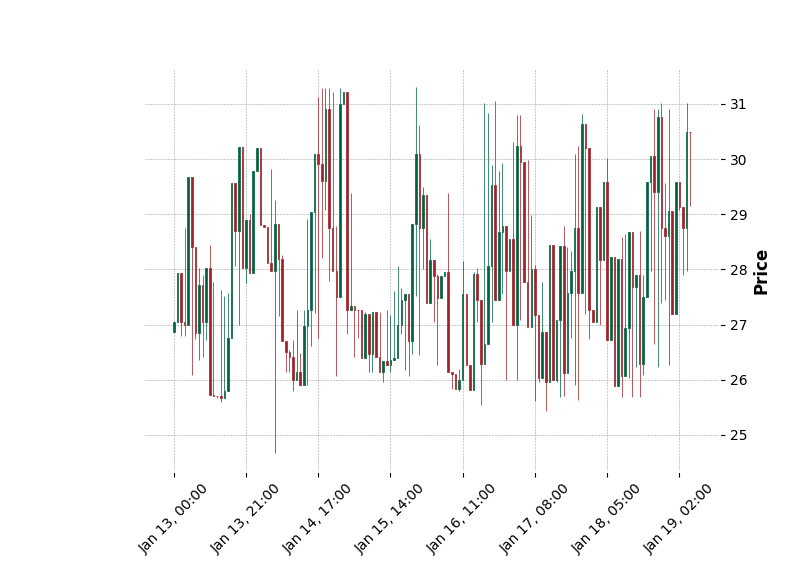 31
30
29
28
27
26
25
Price
Jan 13, 00:00
Jan 13, 21:00
Jan 14, 17:00
Jan 15, 14:00
Jan 16, 11:00
Jan 17, 08:00
Jan 18, 05:00
Jan 19, 02:00